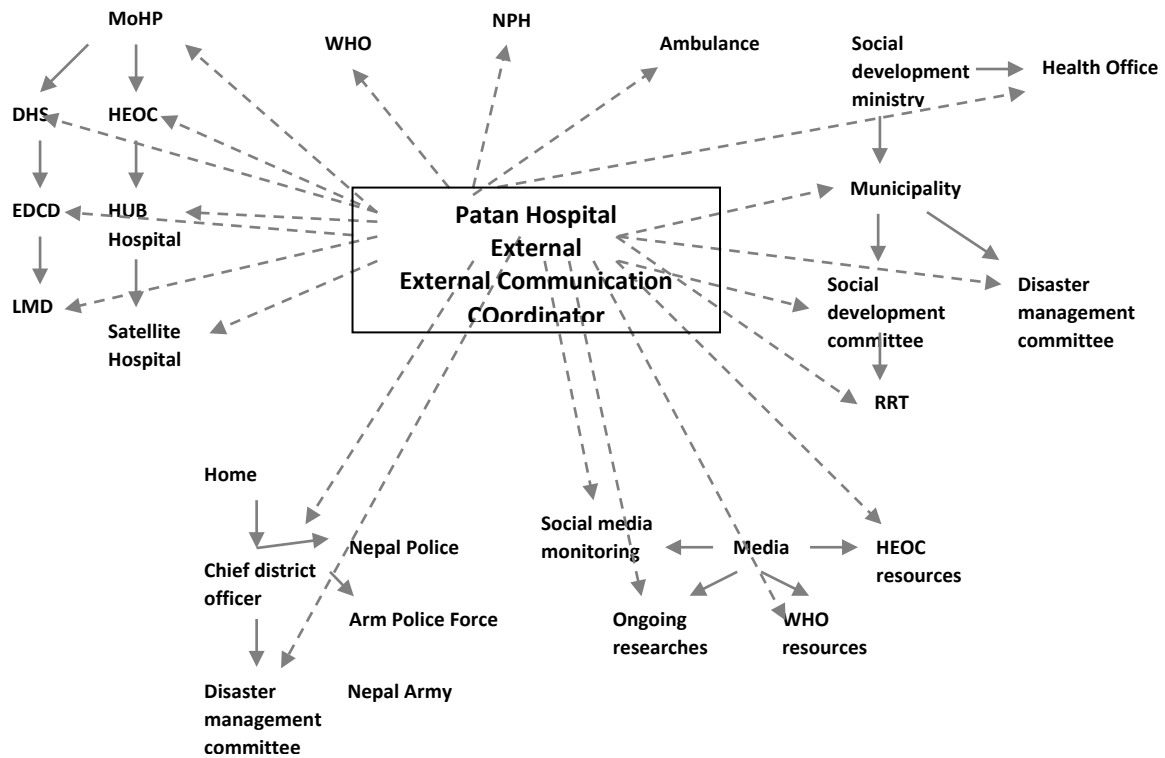 MoHP
NPH
WHO
Ambulance
Social
development
ministry
Health Office
DHS
HEOC
EDCD
HUB
Hospital
Municipality
Patan Hospital
External
External Communication
COordinator
LMD
Satellite
Hospital
Social
development
committee
Disaster
management
committee
RRT
Home
Chief district
officer
Nepal Police
Arm Police Force
Disaster
management
committee
Nepal Army
Social media
monitoring
Media
HEOC
resources
Ongoing
researches
WHO
resources